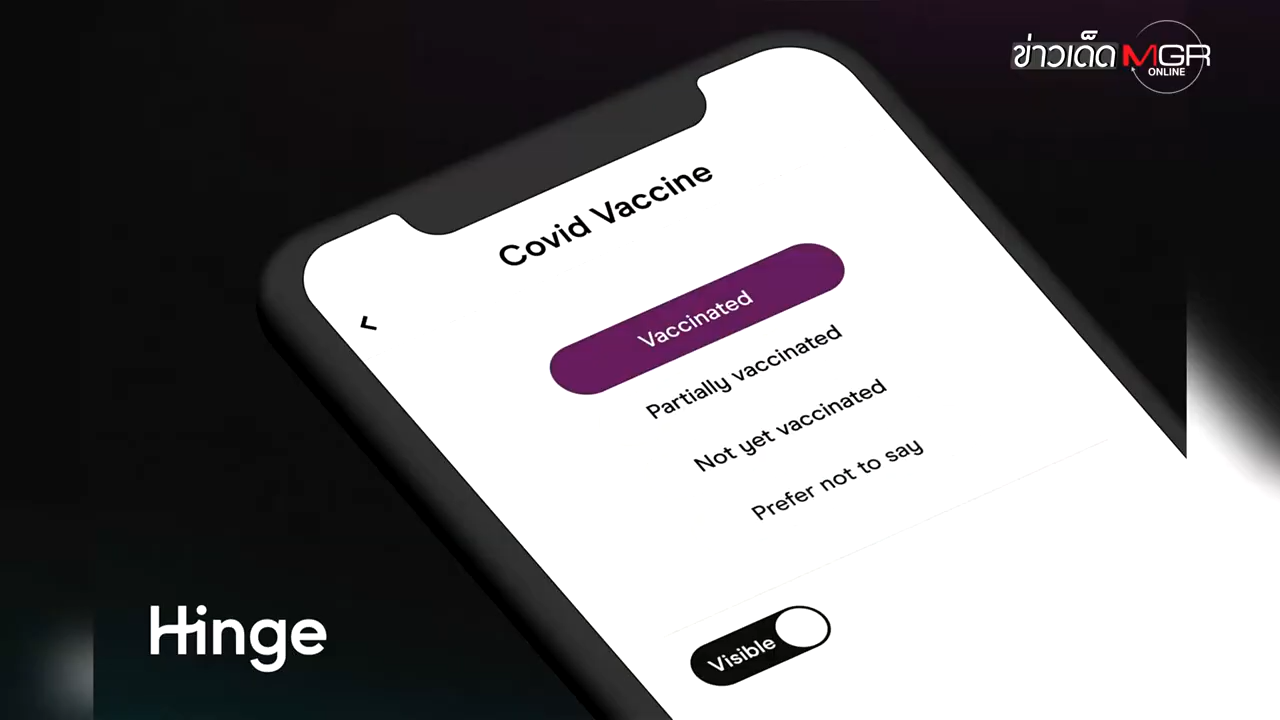 ข่าวเด็ด MGR
ONLINE
Covid Vaccine
Vaccinated
Partially vaccinated
Not yet vaccinated
Prefer not to say
Visible
Hinge